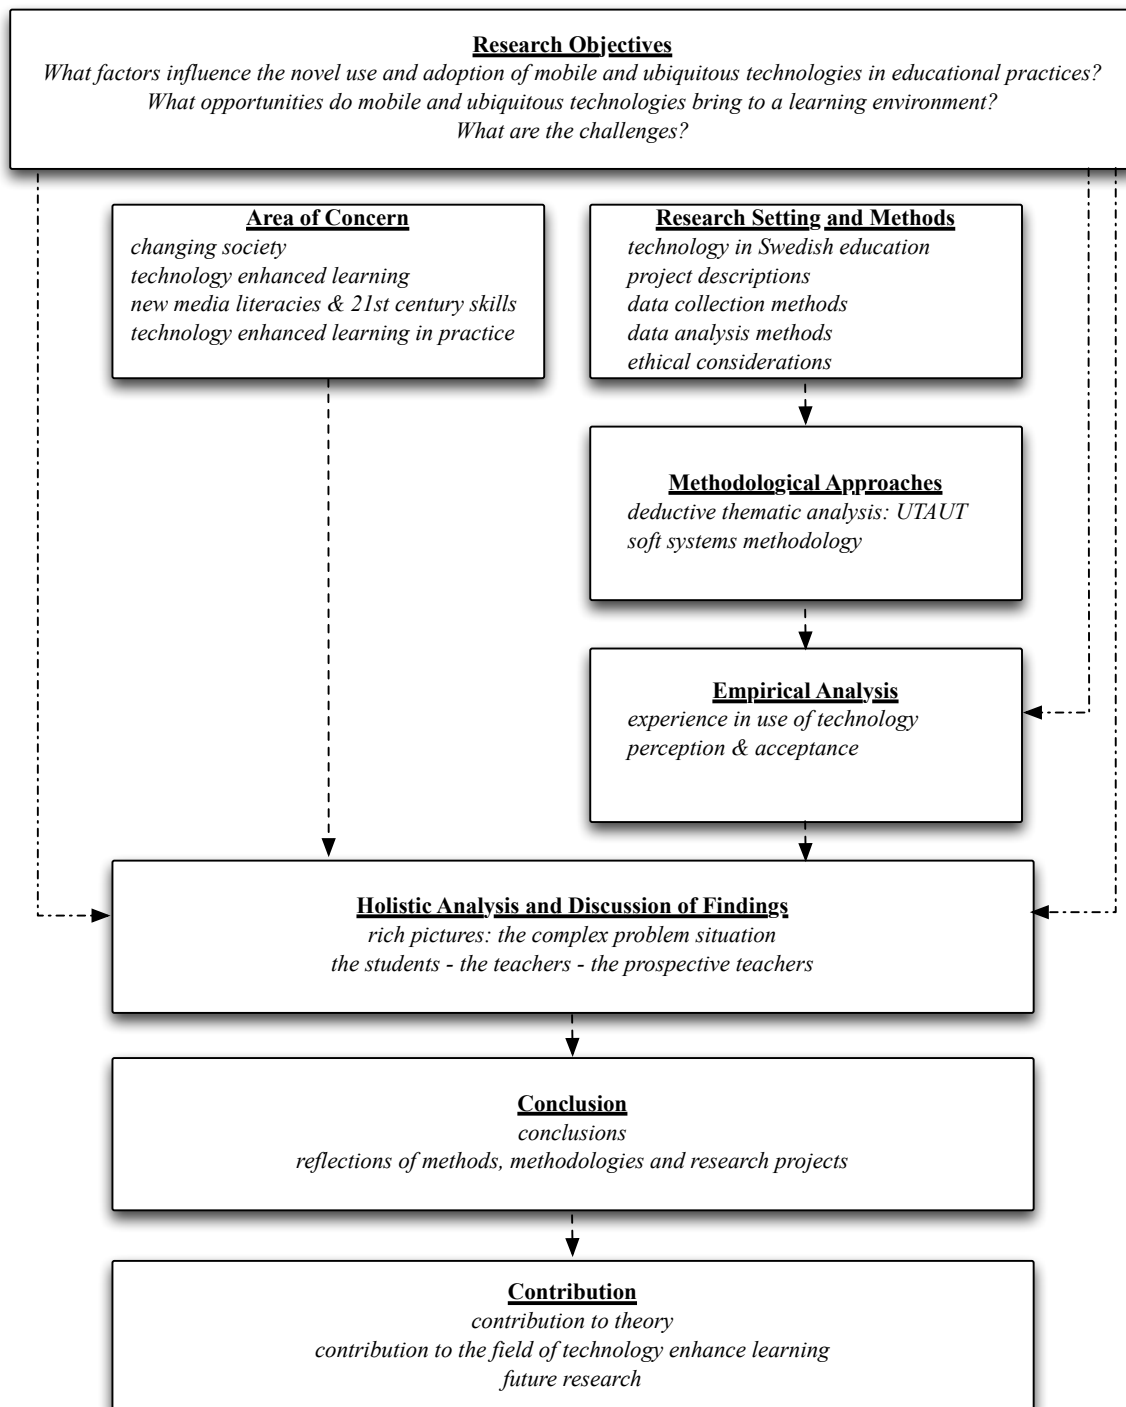 Research Objectives
What factors influence the novel use and adoption of mobile and ubiquitous technologies in educational practices?
What opportunities do mobile and ubiquitous technologies bring to a learning environment?
What are the challenges?
Area of Concern
changing society
technology enhanced learning
new media literacies & 21st century skills
technology enhanced learning in practice
Research Setting and Methods
technology in Swedish education
project descriptions
data collection methods
data analysis methods
ethical considerations
Methodological Approaches
deductive thematic analysis: UTAUT
soft systems methodology
Empirical Analysis
experience in use of technology
perception & acceptance
Holistic Analysis and Discussion of Findings
rich pictures: the complex problem situation
the students - the teachers - the prospective teachers
Conclusion
conclusions
reflections of methods, methodologies and research projects
Contribution
contribution to theory
contribution to the field of technology enhance learning
future research